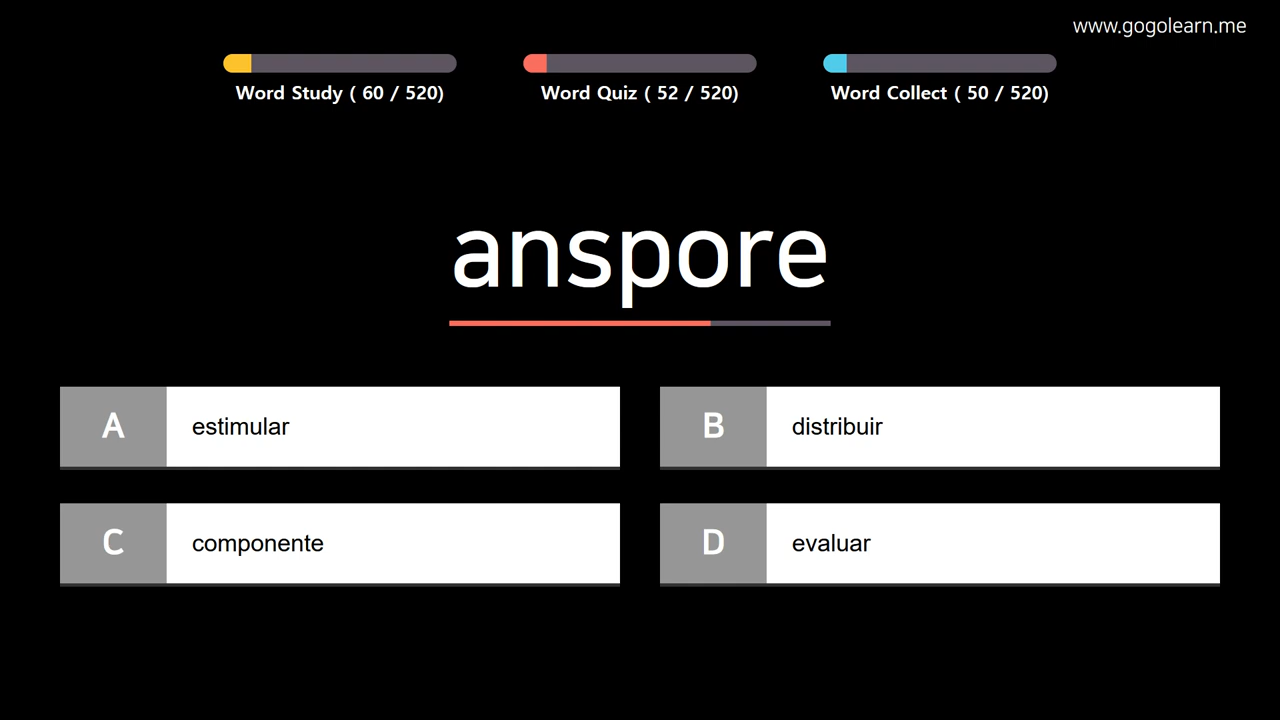 www.gogolearn.me
Word Study ( 60 / 520)
Word Quiz ( 52 / 520)
Word Collect ( 50 / 520)
anspore
A
estimular
B
distribuir
C
componente
D
evaluar